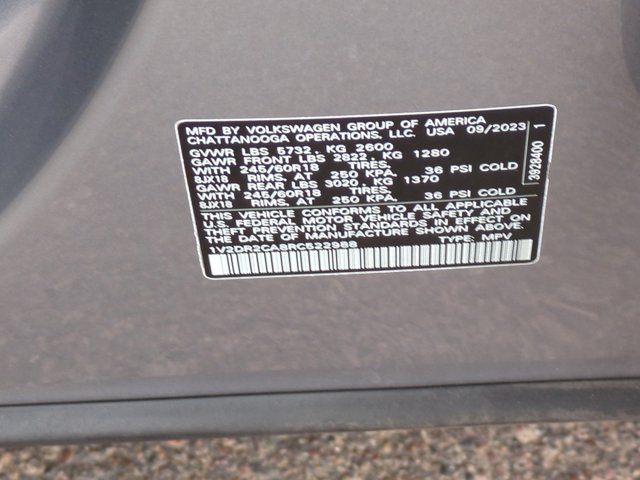 MFD BY VOLKSWAGEN GROUP OF AMERICA
CHATTANOOGA OPERATIONS, LLC. USA 09/2023
GVWR LBS 5732, KG 2600
GAWR FRONT LBS 2822, KG 1280
WITH 245/60R18 TIRES,
8JX18 RIMS, AT 250 KPA, 36 PSI COLD
GAWR REAR LBS 3020, KG 1370
WITH 245/60R18 TIRES,
8JX18 RIMS, AT 250 KPA, 36 PSI COLD
THIS VEHICLE CONFORMS TO ALL APPLICABLE
U.S. FEDERAL MOTOR VEHICLE SAFETY AND
THEFT PREVENTION STANDARDS IN EFFECT ON
THE DATE OF MANUFACTURE SHOWN ABOVE.
1V2DR2CA8RC522988 TYPE: MPV
3928400 1